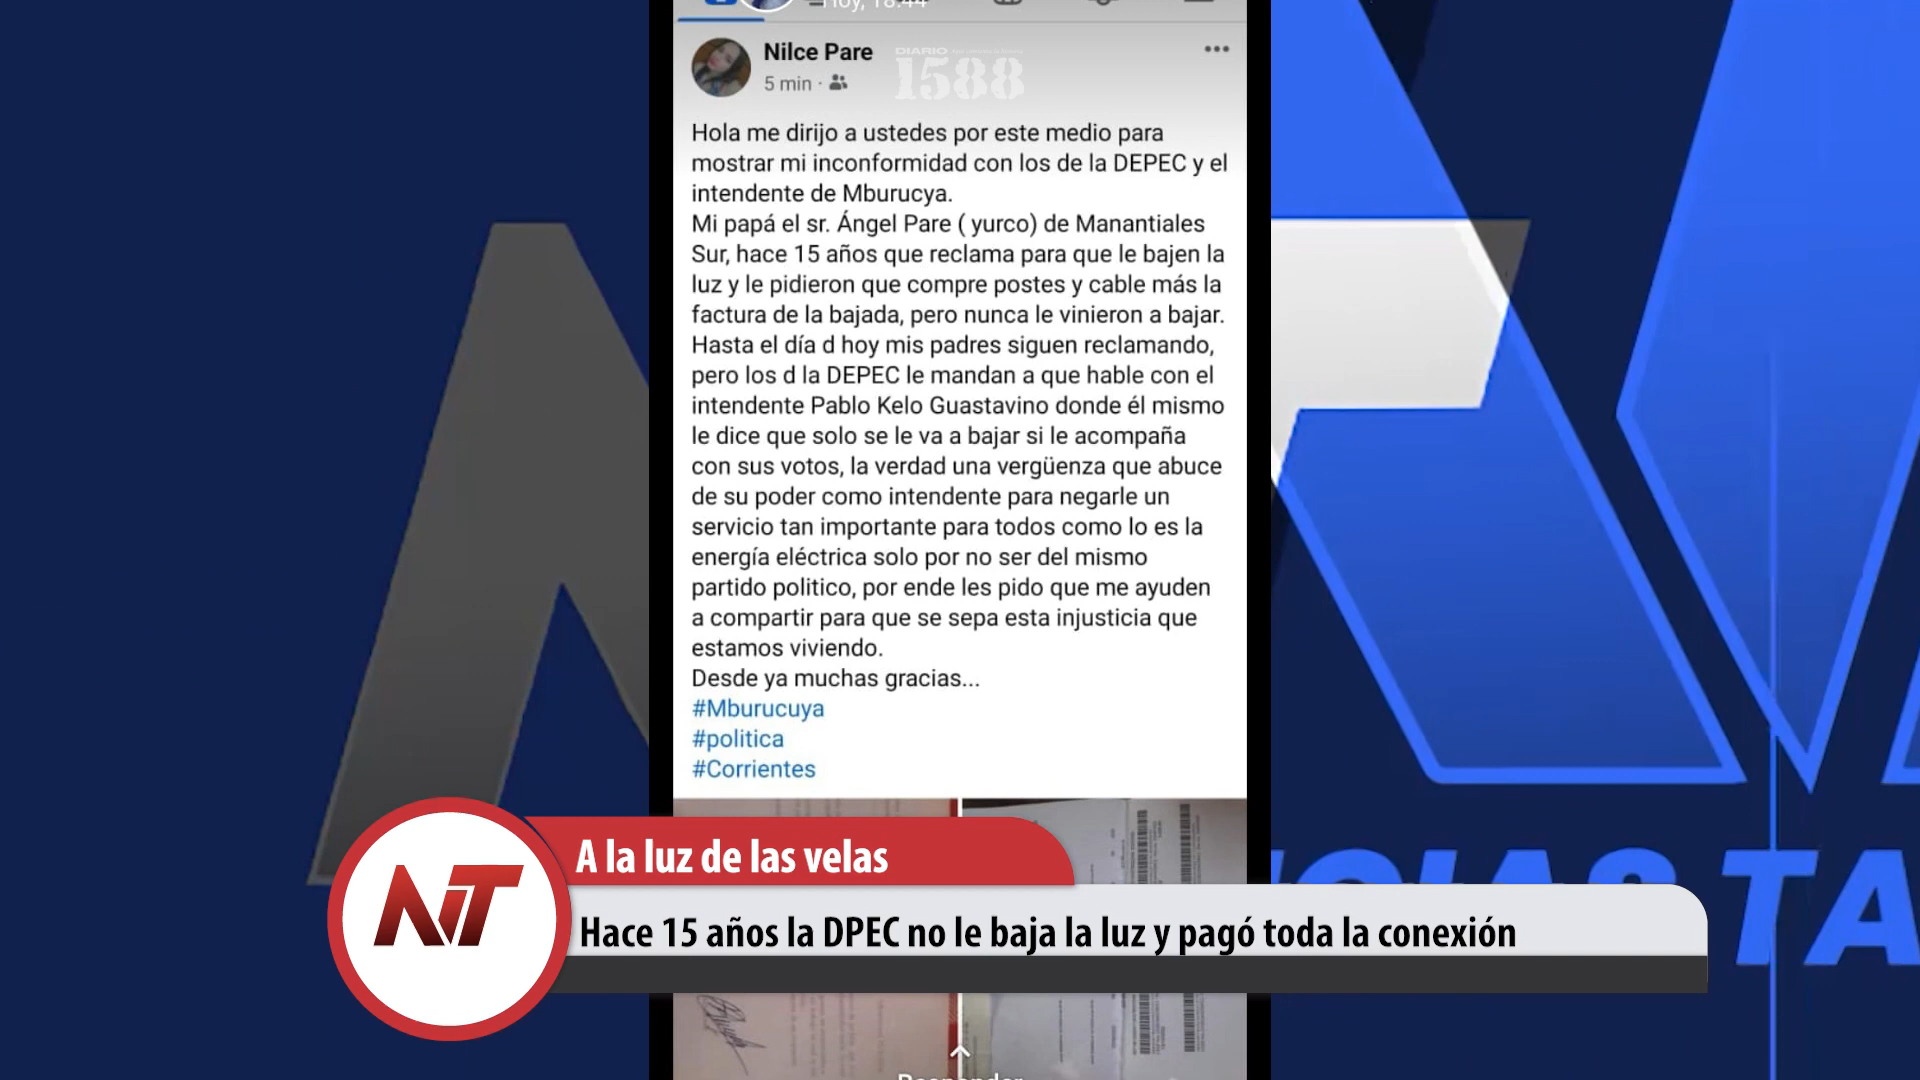 Hoy, 18:44
Nilce Pare
5 min ·
DIARIO
1588
Hola me dirijo a ustedes por este medio para
mostrar mi inconformidad con los de la DEPEC y el
intendente de Mburucya.
Mi papá el sr. Ángel Pare ( yurco) de Manantiales
Sur, hace 15 años que reclama para que le bajen la
luz y le pidieron que compre postes y cable más la
factura de la bajada, pero nunca le vinieron a bajar.
Hasta el día d hoy mis padres siguen reclamando,
pero los d la DEPEC le mandan a que hable con el
intendente Pablo Kelo Guastavino donde él mismo
le dice que solo se le va a bajar si le acompaña
con sus votos, la verdad una vergüenza que abuce
de su poder como intendente para negarle un
servicio tan importante para todos como lo es la
energía eléctrica solo por no ser del mismo
partido politico, por ende les pido que me ayuden
a compartir para que se sepa esta injusticia que
estamos viviendo.
Desde ya muchas gracias...
#Mburucuya
#politica
#Corrientes
A la luz de las velas
NT
Hace 15 años la DPEC no le baja la luz y pagó toda la conexión
Responder